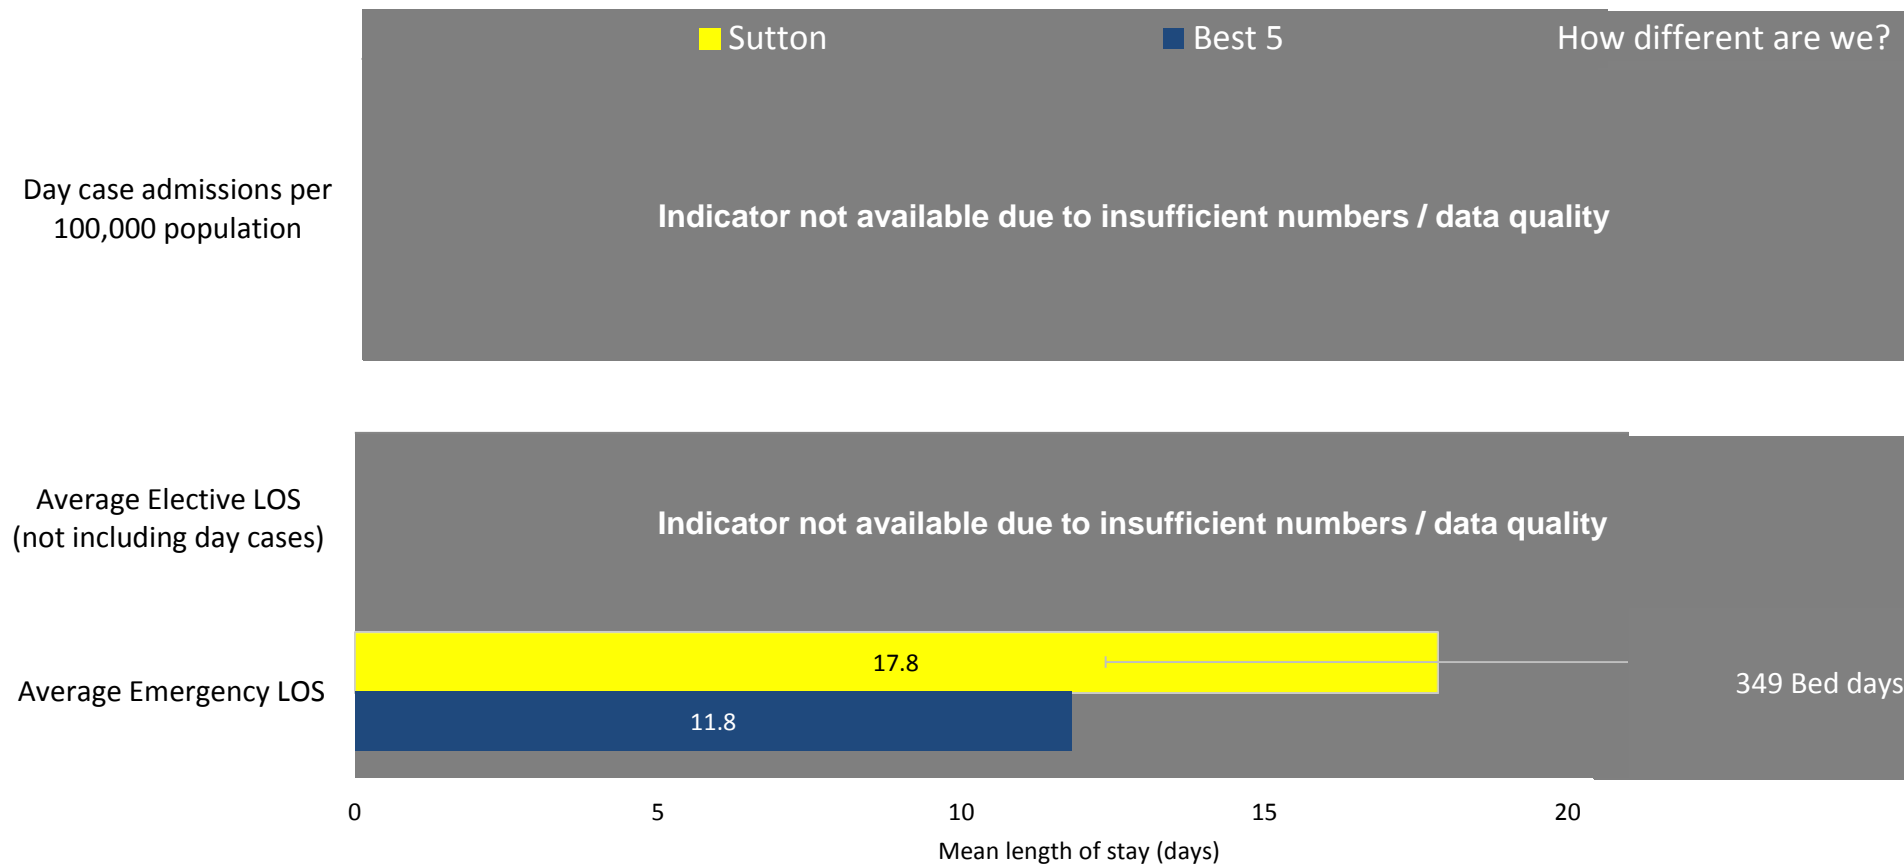 Sutton
Best 5
How different are we?
Day case admissions per
100,000 population
Indicator not available due to insufficient numbers / data quality
Average Elective LOS
(not including day cases)
Indicator not available due to insufficient numbers / data quality
Average Emergency LOS
17.8
11.8
349 Bed days
0
5
10
15
20
Mean length of stay (days)